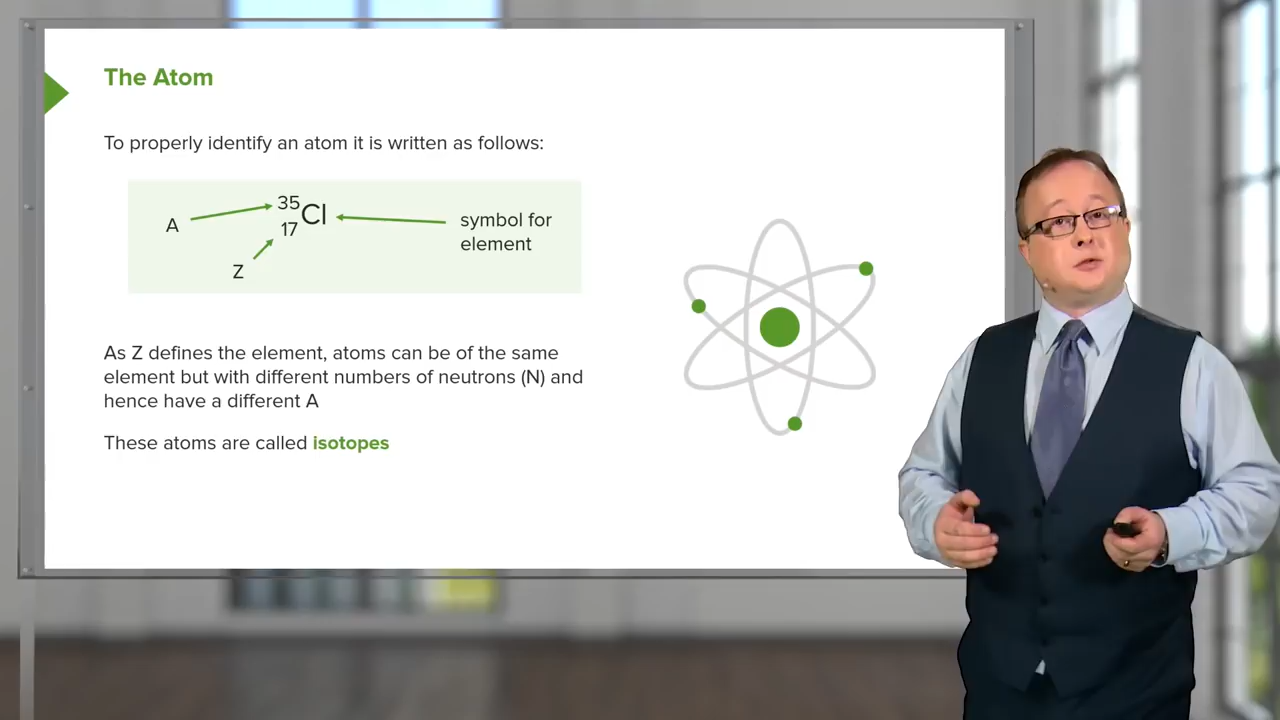 The Atom
To properly identify an atom it is written as follows:
35
A
Cl
17
symbol for
element
Z
As Z defines the element, atoms can be of the same
element but with different numbers of neutrons (N) and
hence have a different A
These atoms are called isotopes